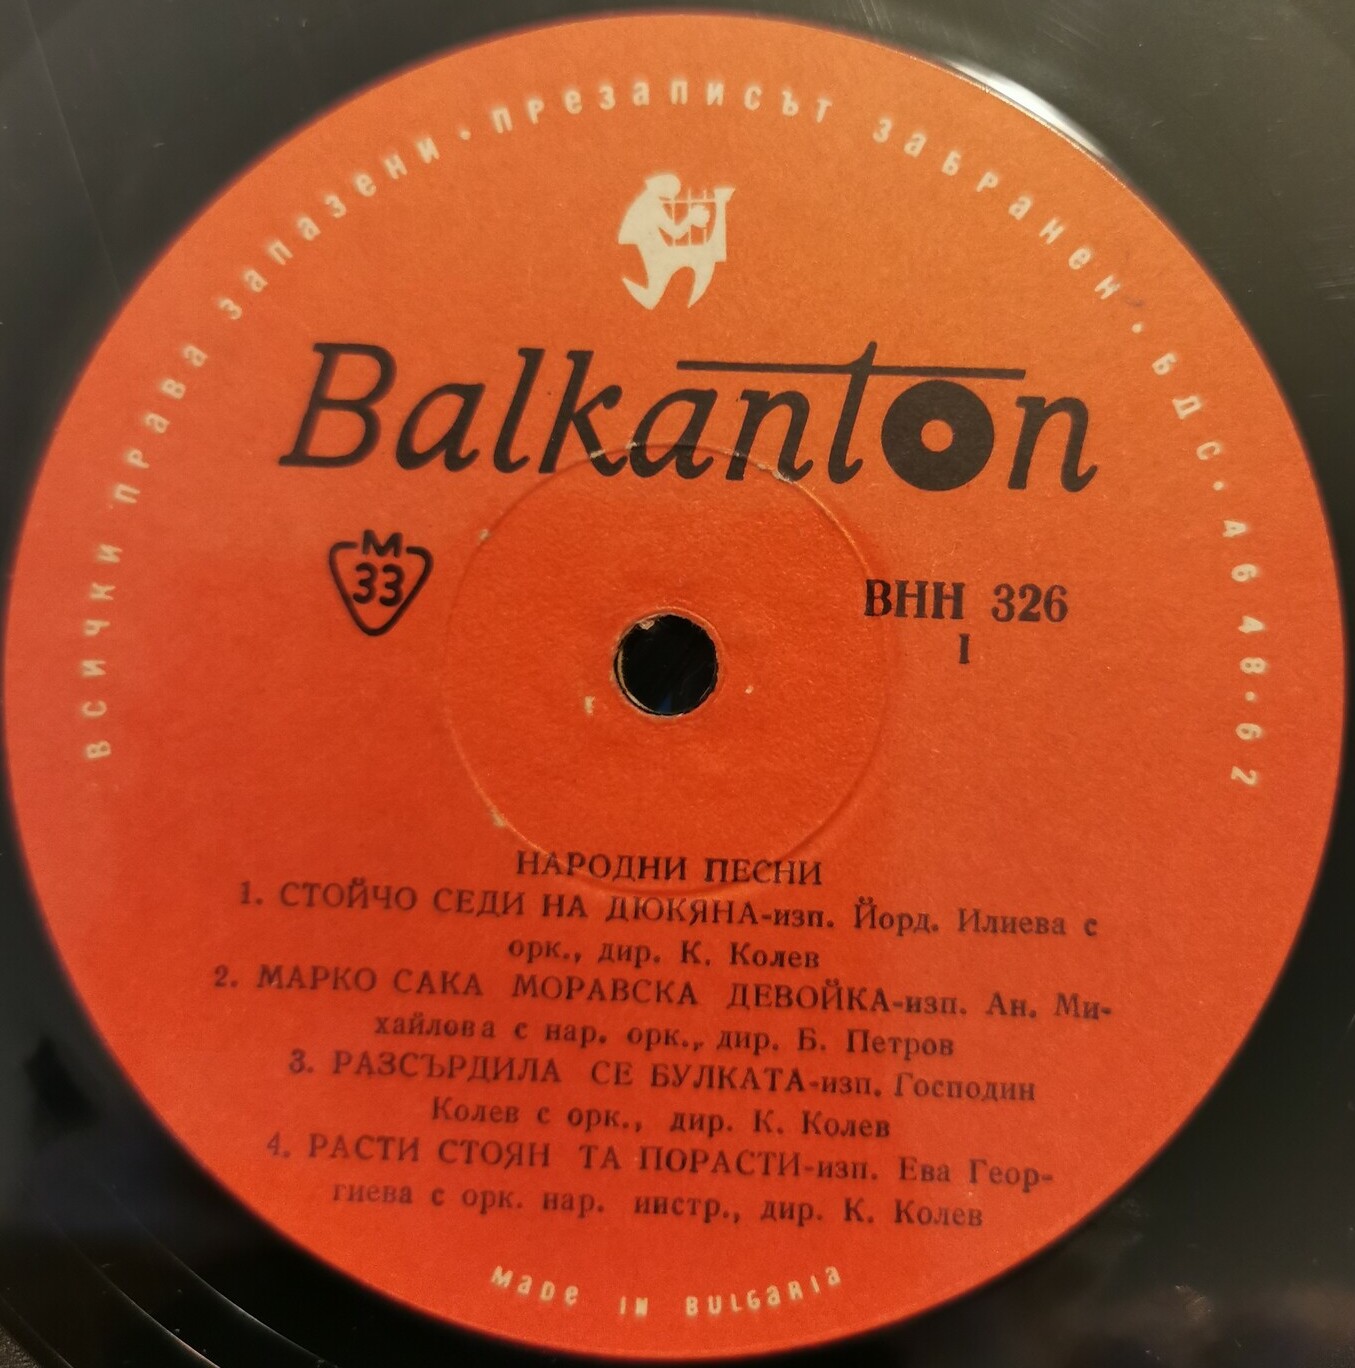 ВСИЧКИ ПРАВА ЗАПАЗЕНИ · ПРЕЗАПИСЪТ ЗАБРАНЕН · БДС · 4648-62
Balkanton
М
33
ВНН 326
I
НАРОДНИ ПЕСНИ
1. СТОЙЧО СЕДИ НА ДЮКЯНА-изп. Йорд. Илиева с
орк., дир. К. Колев
2. МАРКО САКА МОРАВСКА ДЕВОЙКА-изп. Ан. Ми-
хайлова с нар. орк., дир. Б. Петров
3. РАЗСЪРДИЛА СЕ БУЛКАТА-изп. Господин
Колев с орк., дир. К. Колев
4. РАСТИ СТОЯН ТА ПОРАСТИ-изп. Ева Геор-
гиева с орк. нар. инстр., дир. К. Колев
MADE IN BULGARIA